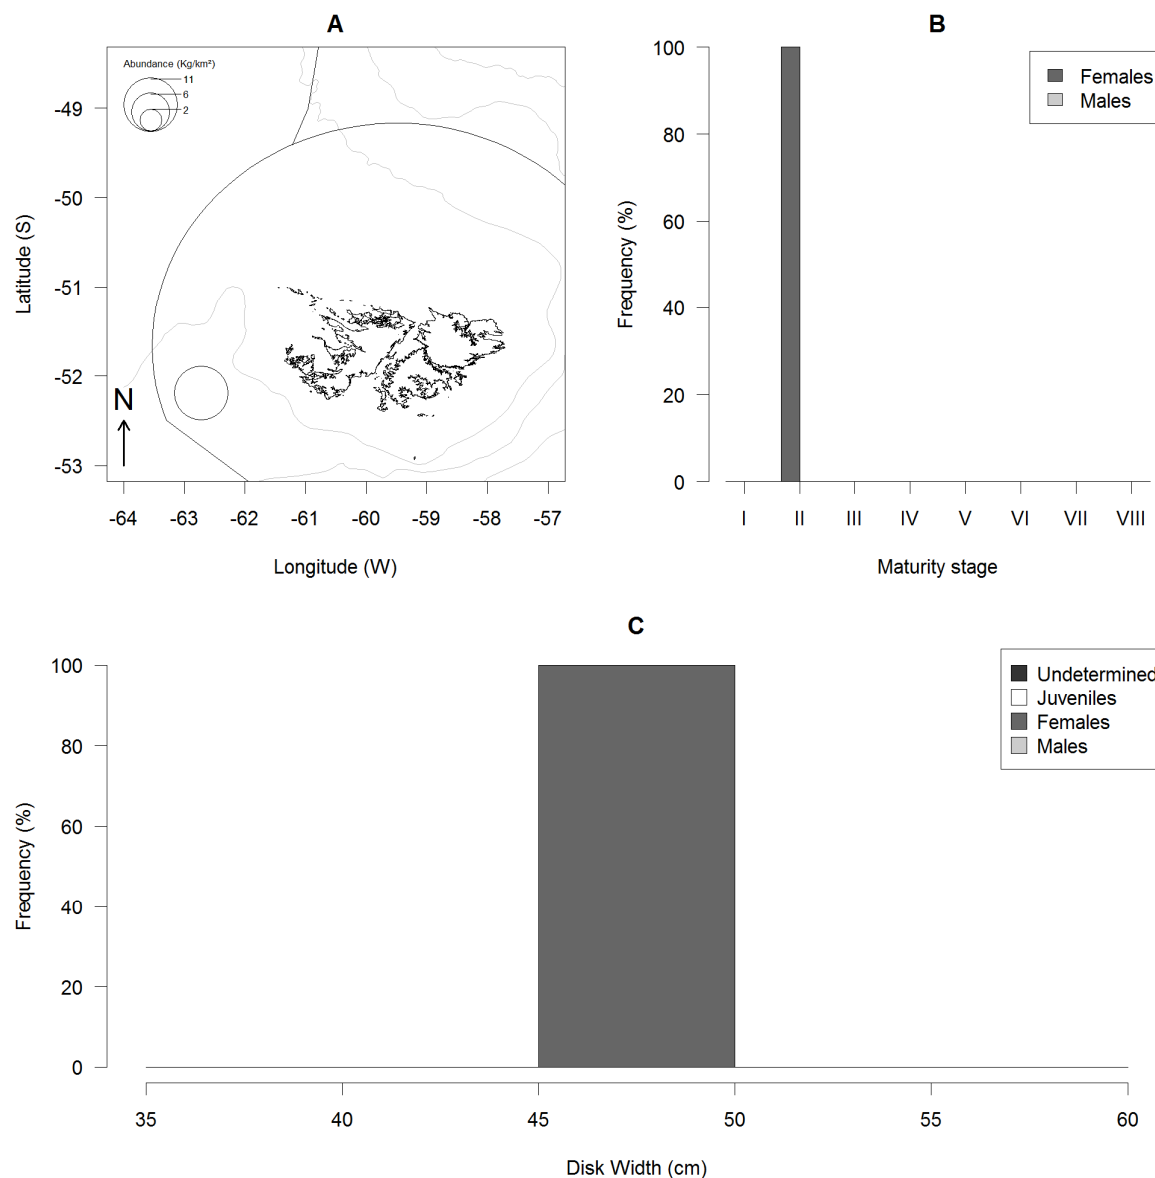 A
Abundance (Kg/km²)
11
6
2
-49
-50
-51
-52
-53
Latitude (S)
N
-64 -63 -62 -61 -60 -59 -58 -57
Longitude (W)
B
Females
Males
100
80
60
40
20
0
Frequency (%)
I II III IV V VI VII VIII
Maturity stage
C
Undetermined
Juveniles
Females
Males
100
80
60
40
20
0
Frequency (%)
35 40 45 50 55 60
Disk Width (cm)